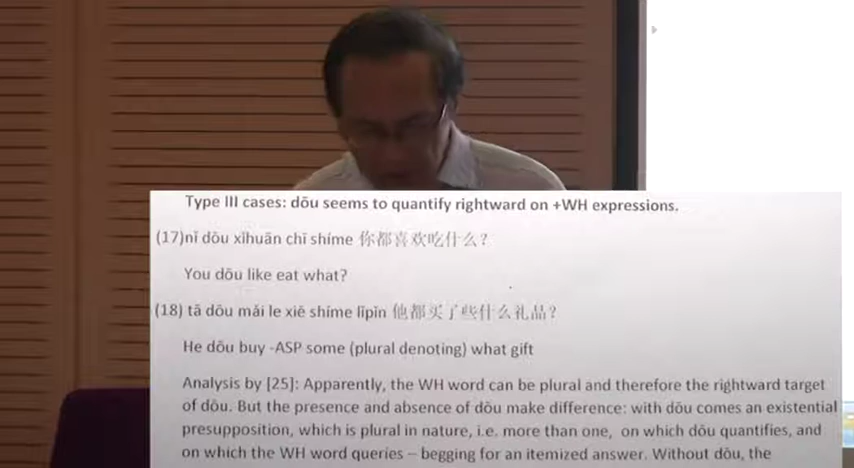 Type III cases: dōu seems to quantify rightward on +WH expressions.
(17)nǐ dōu xǐhuān chī shíme 你都喜欢吃什么？
You dōu like eat what?
(18) tā dōu mǎi le xiē shíme lǐpǐn 他都买了些什么礼品？
He dōu buy -ASP some (plural denoting) what gift
Analysis by [25]: Apparently, the WH word can be plural and therefore the rightward target
of dōu. But the presence and absence of dōu make difference: with dōu comes an existential
presupposition, which is plural in nature, i.e. more than one, on which dōu quantifies, and
on which the WH word queries – begging for an itemized answer. Without dōu, the